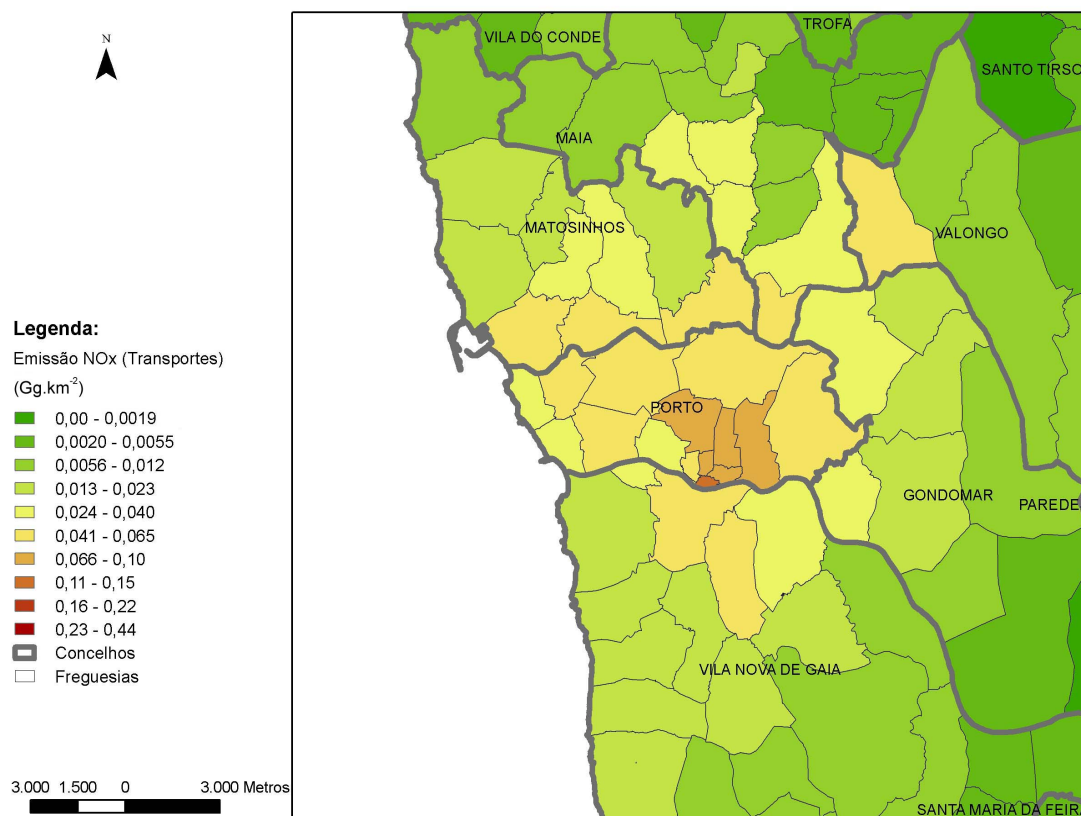 N
VILA DO CONDE
TROFA
SANTO TIRSO
MAIA
MATOSINHOS
VALONGO
PORTO
GONDOMAR
PAREDE
VILA NOVA DE GAIA
SANTA MARIA DA FEIRA
Legenda:
Emissão NOx (Transportes)
(Gg.km-2)
0,00 - 0,0019
0,0020 - 0,0055
0,0056 - 0,012
0,013 - 0,023
0,024 - 0,040
0,041 - 0,065
0,066 - 0,10
0,11 - 0,15
0,16 - 0,22
0,23 - 0,44
Concelhos
Freguesias
3.000 1.500 0 3.000 Metros